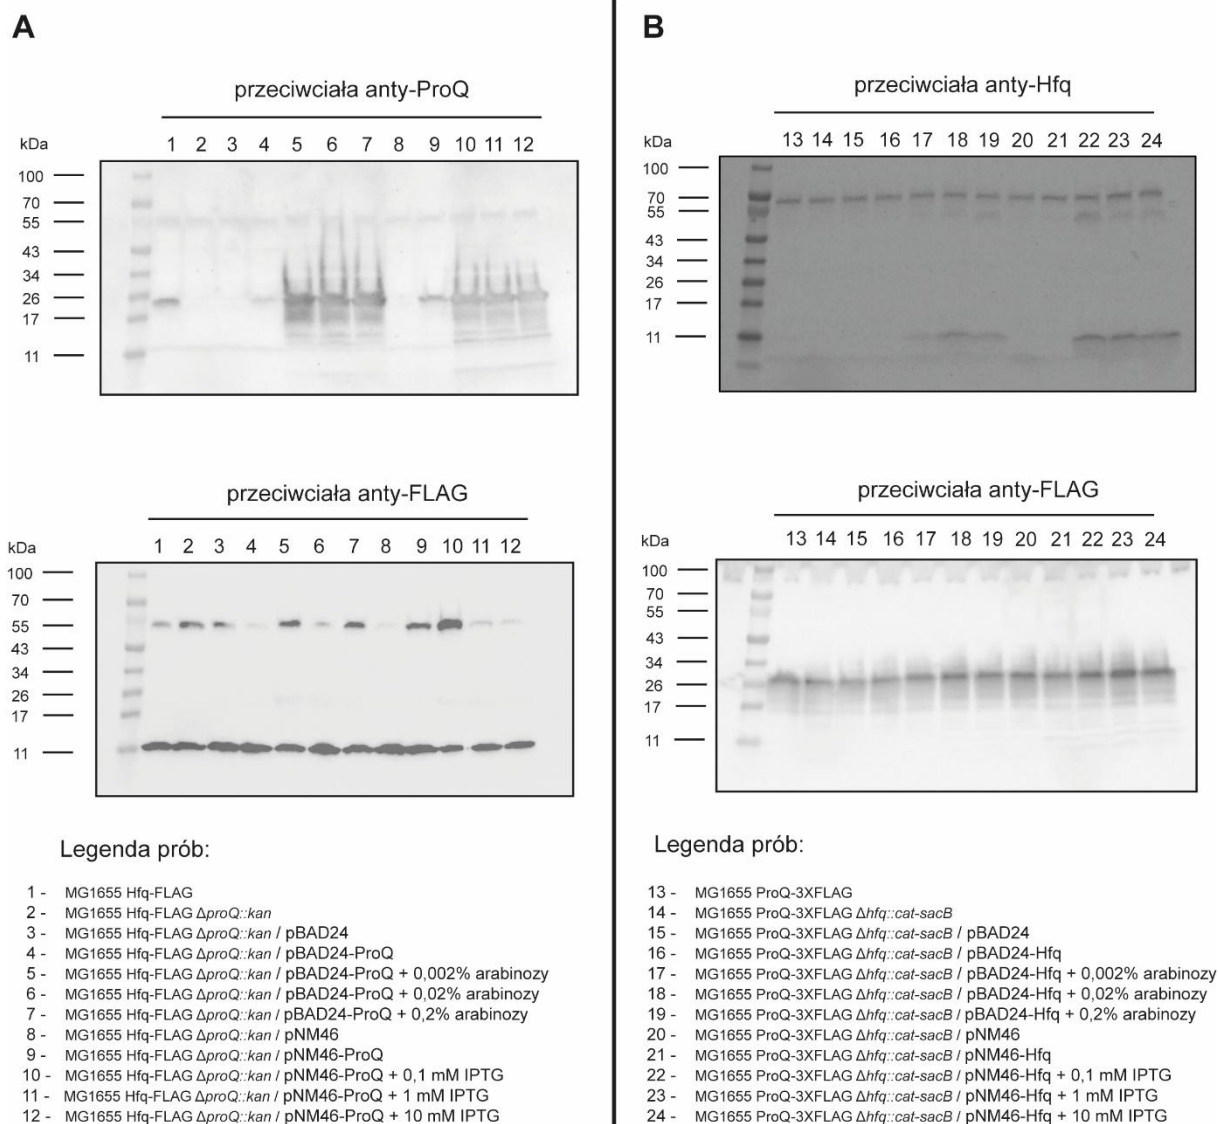 A
przeciwciała anty-ProQ
kDa 1 2 3 4 5 6 7 8 9 10 11 12
100
70
55
43
34
26
17
11
przeciwciała anty-FLAG
kDa 1 2 3 4 5 6 7 8 9 10 11 12
100
70
55
43
34
26
17
11
Legenda prób:
1 - MG1655 Hfq-FLAG
2 - MG1655 Hfq-FLAG ΔproQ::kan
3 - MG1655 Hfq-FLAG ΔproQ::kan / pBAD24
4 - MG1655 Hfq-FLAG ΔproQ::kan / pBAD24-ProQ
5 - MG1655 Hfq-FLAG ΔproQ::kan / pBAD24-ProQ + 0,002% arabinozy
6 - MG1655 Hfq-FLAG ΔproQ::kan / pBAD24-ProQ + 0,02% arabinozy
7 - MG1655 Hfq-FLAG ΔproQ::kan / pBAD24-ProQ + 0,2% arabinozy
8 - MG1655 Hfq-FLAG ΔproQ::kan / pNM46
9 - MG1655 Hfq-FLAG ΔproQ::kan / pNM46-ProQ
10 - MG1655 Hfq-FLAG ΔproQ::kan / pNM46-ProQ + 0,1 mM IPTG
11 - MG1655 Hfq-FLAG ΔproQ::kan / pNM46-ProQ + 1 mM IPTG
12 - MG1655 Hfq-FLAG ΔproQ::kan / pNM46-ProQ + 10 mM IPTG
B
przeciwciała anty-Hfq
kDa 13 14 15 16 17 18 19 20 21 22 23 24
100
70
55
43
34
26
17
11
przeciwciała anty-FLAG
kDa 13 14 15 16 17 18 19 20 21 22 23 24
100
70
55
43
34
26
17
11
Legenda prób:
13 - MG1655 ProQ-3XFLAG
14 - MG1655 ProQ-3XFLAG Δhfq::cat-sacB
15 - MG1655 ProQ-3XFLAG Δhfq::cat-sacB / pBAD24
16 - MG1655 ProQ-3XFLAG Δhfq::cat-sacB / pBAD24-Hfq
17 - MG1655 ProQ-3XFLAG Δhfq::cat-sacB / pBAD24-Hfq + 0,002% arabinozy
18 - MG1655 ProQ-3XFLAG Δhfq::cat-sacB / pBAD24-Hfq + 0,02% arabinozy
19 - MG1655 ProQ-3XFLAG Δhfq::cat-sacB / pBAD24-Hfq + 0,2% arabinozy
20 - MG1655 ProQ-3XFLAG Δhfq::cat-sacB / pNM46
21 - MG1655 ProQ-3XFLAG Δhfq::cat-sacB / pNM46-Hfq
22 - MG1655 ProQ-3XFLAG Δhfq::cat-sacB / pNM46-Hfq + 0,1 mM IPTG
23 - MG1655 ProQ-3XFLAG Δhfq::cat-sacB / pNM46-Hfq + 1 mM IPTG
24 - MG1655 ProQ-3XFLAG Δhfq::cat-sacB / pNM46-Hfq + 10 mM IPTG